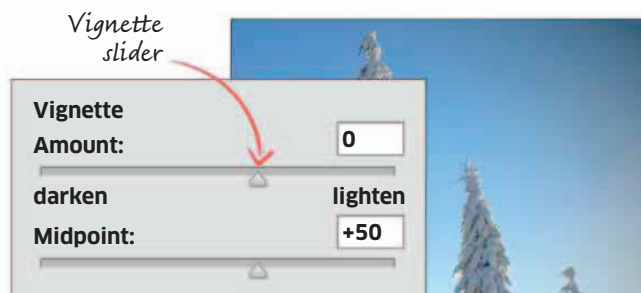 Vignette
slider
Vignette
Amount: 0
darken lighten
Midpoint: +50